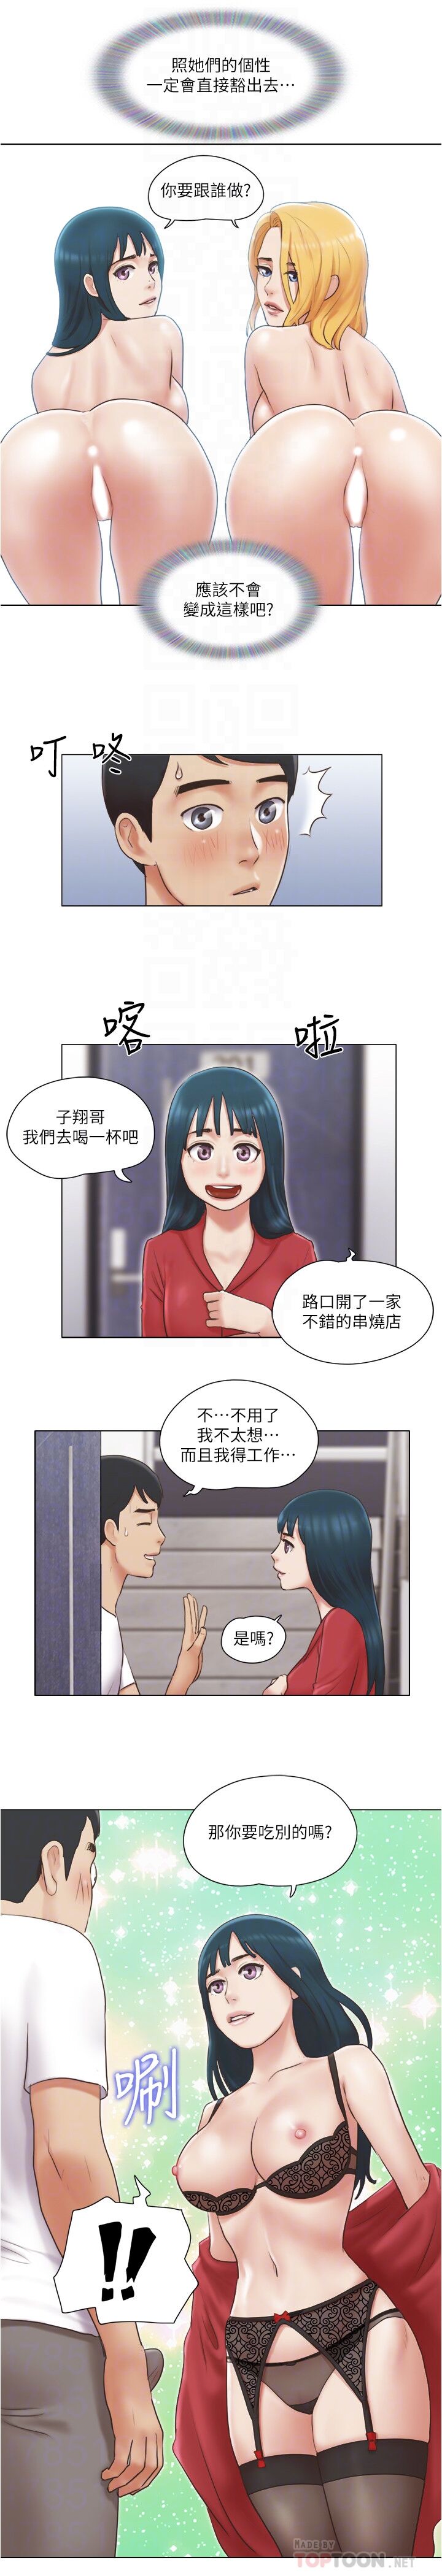 照她們的個性
一定會直接豁出去…
你要跟誰做?
應該不會
變成這樣吧?
叮 咚
喀 啦
子翔哥
我們去喝一杯吧
路口開了一家
不錯的串燒店
不…不用了
我不太想…
而且我得工作…
是嗎?
那你要吃別的嗎?
唰
!!
MADE BY
TOPTOON.NET